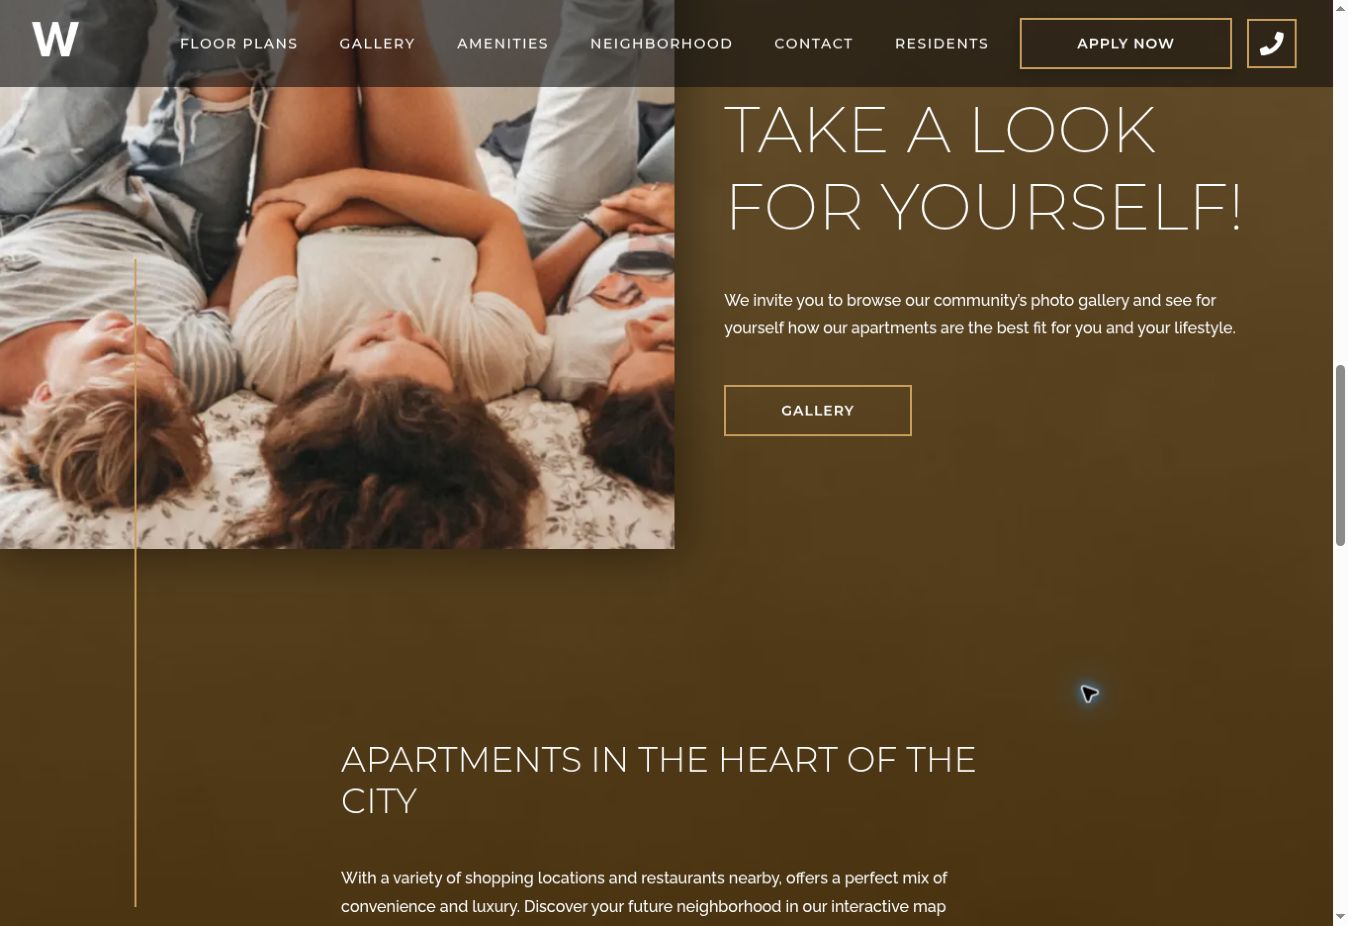 W
FLOOR PLANS
GALLERY
AMENITIES
NEIGHBORHOOD
CONTACT
RESIDENTS
APPLY NOW
TAKE A LOOK
FOR YOURSELF!
We invite you to browse our community's photo gallery and see for
yourself how our apartments are the best fit for you and your lifestyle.
GALLERY
APARTMENTS IN THE HEART OF THE
CITY
With a variety of shopping locations and restaurants nearby, offers a perfect mix of
convenience and luxury. Discover your future neighborhood in our interactive map